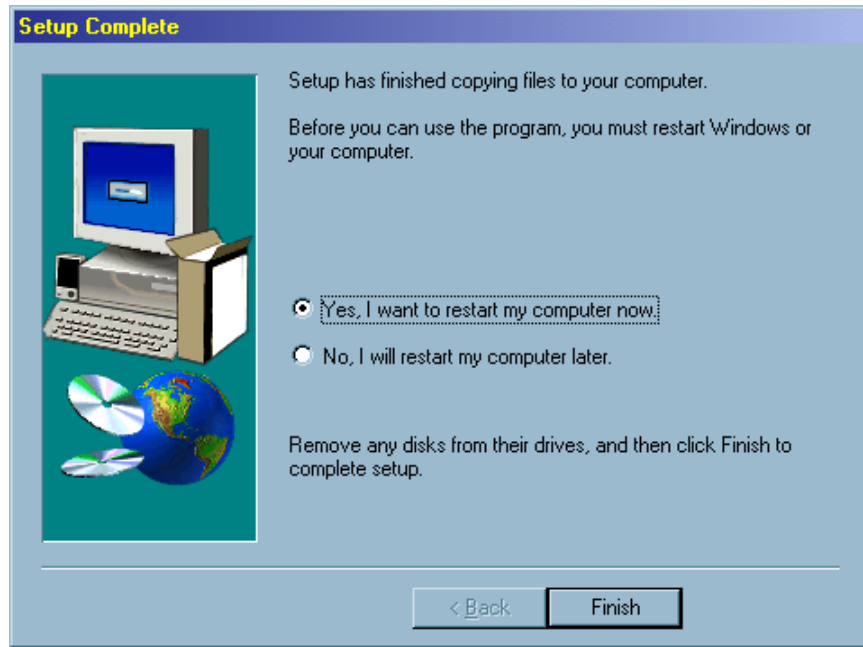 Setup Complete
Setup has finished copying files to your computer.
Before you can use the program, you must restart Windows or
your computer.
Yes, I want to restart my computer now.
No, I will restart my computer later.
Remove any disks from their drives, and then click Finish to
complete setup.
< Back
Finish